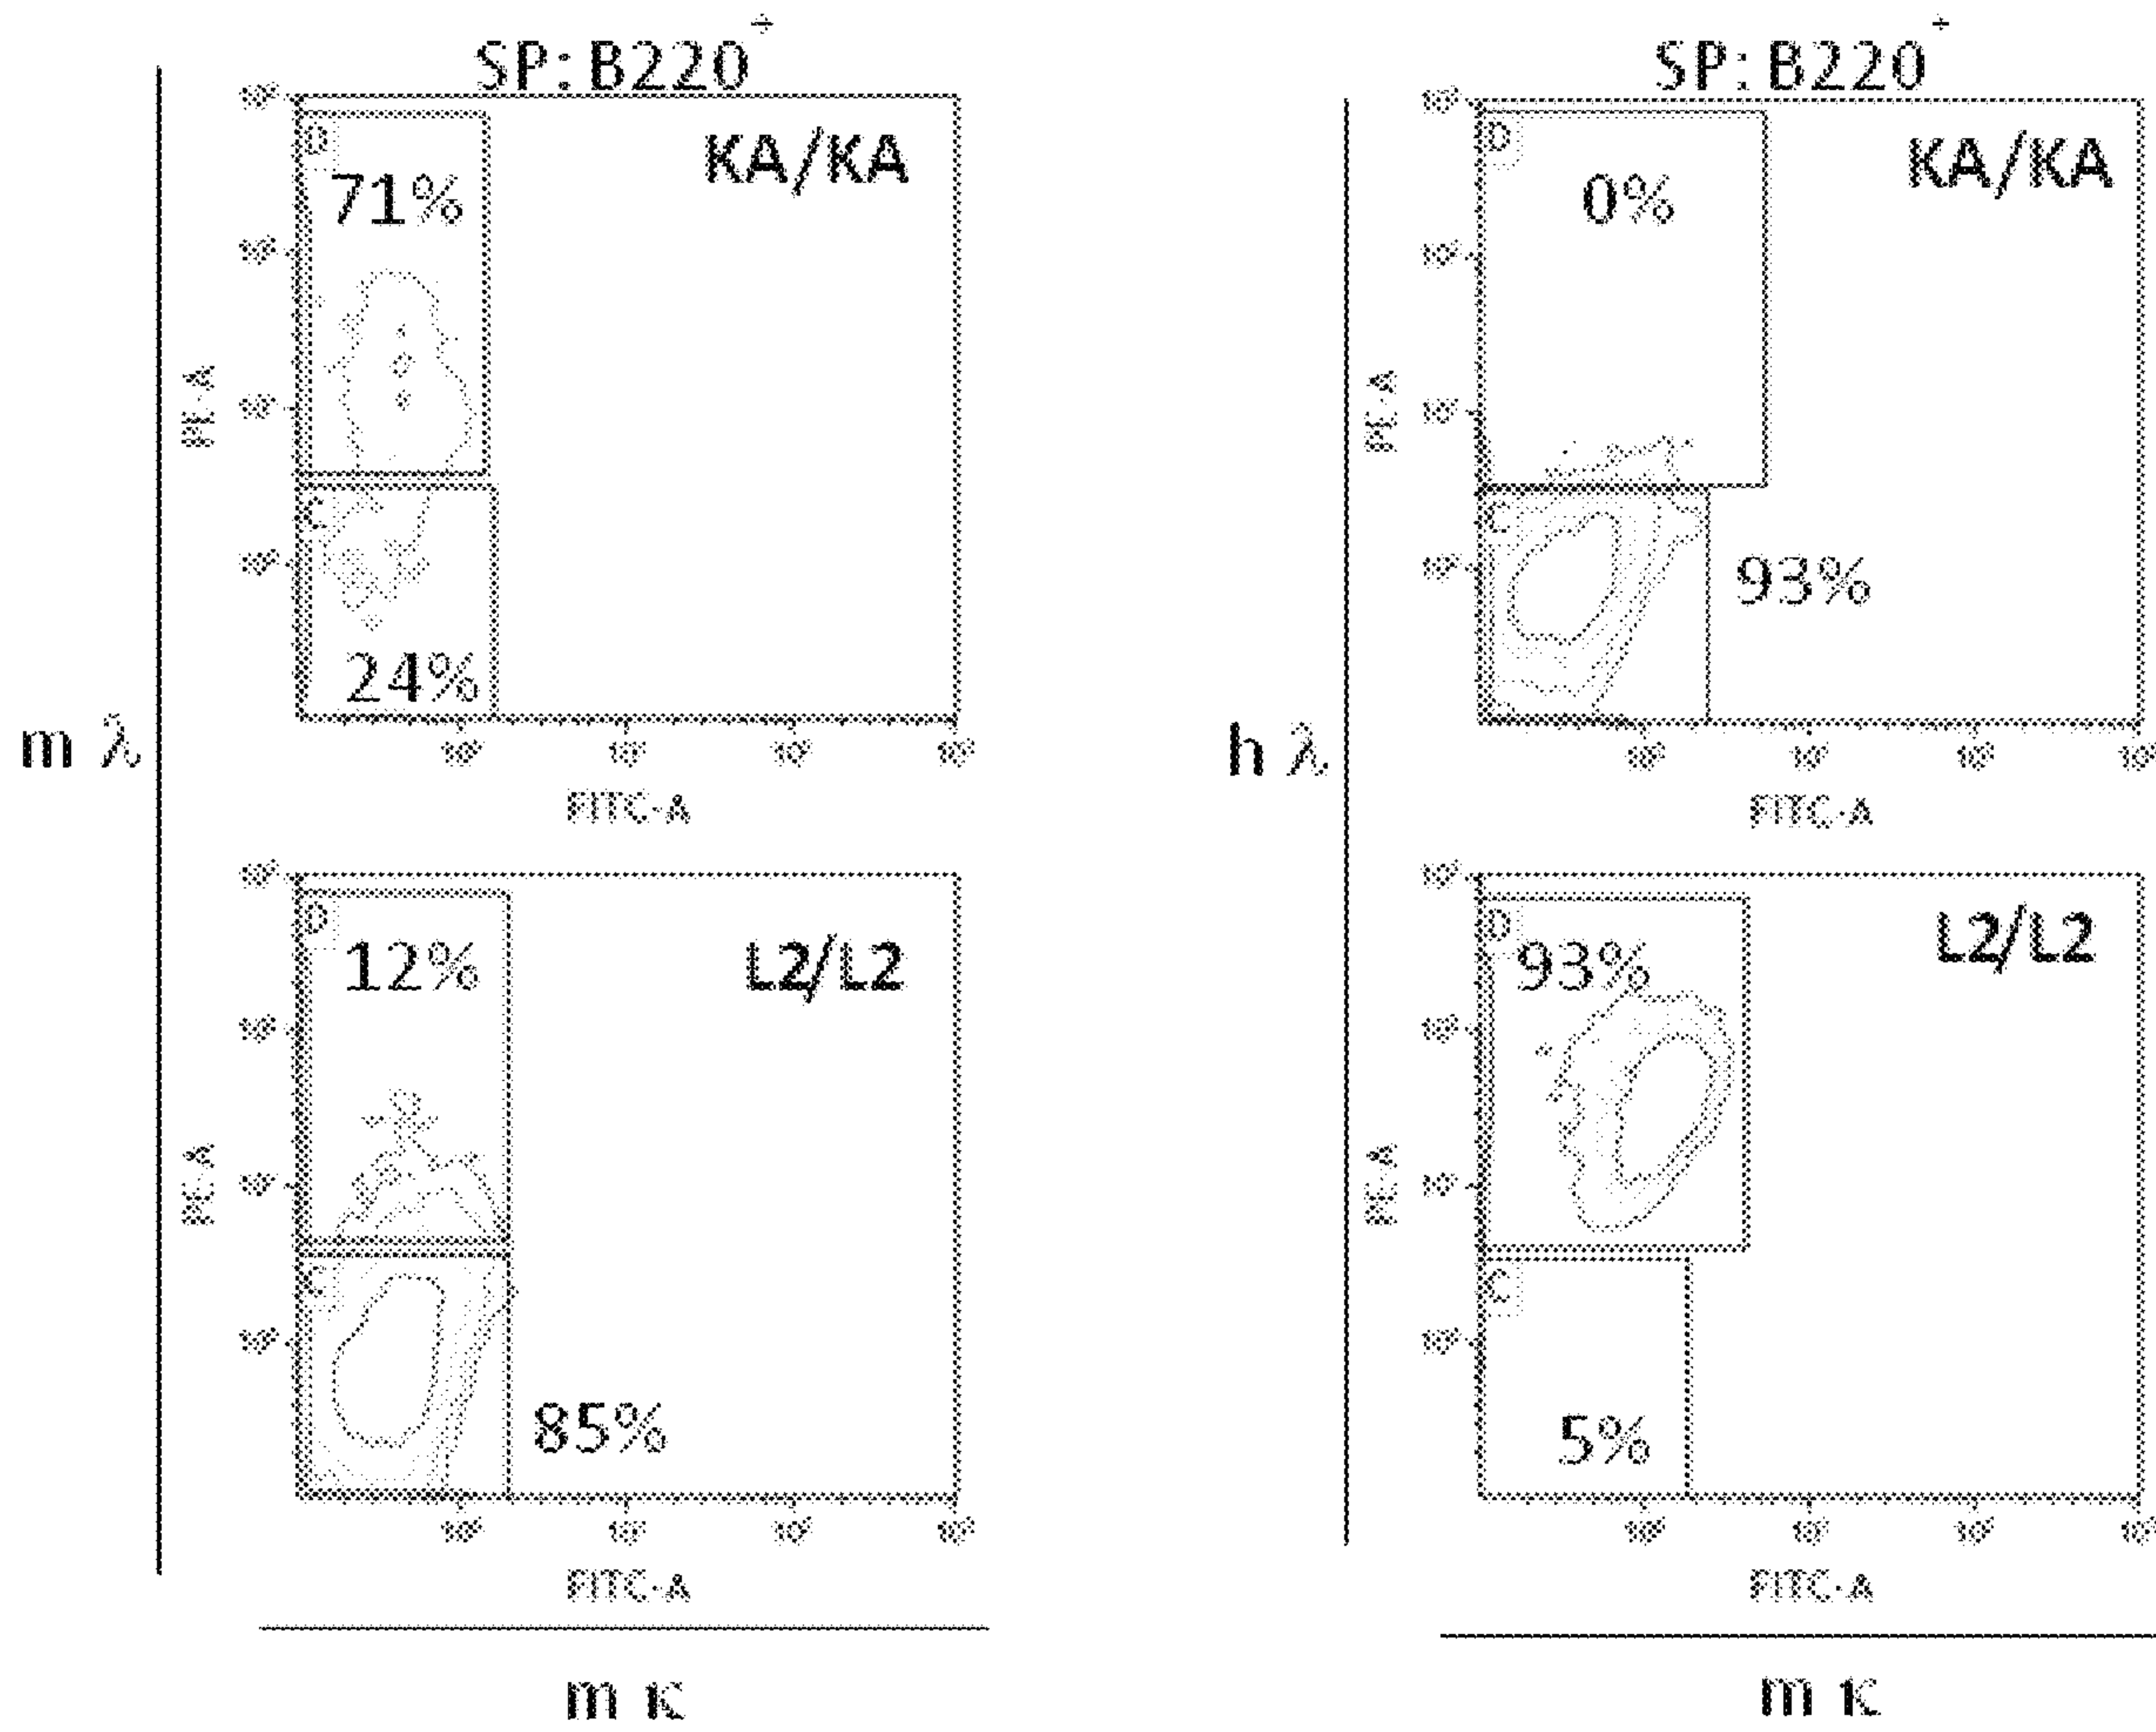 SP: B220+
SP: B220+
D
71%
KA/KA
PE-A
C
24%
FITC-A
D
0%
KA/KA
PE-A
C
93%
FITC-A
m λ
h λ
D
12%
L2/L2
PE-A
C
85%
FITC-A
D
93%
L2/L2
PE-A
C
5%
FITC-A
m κ
m κ